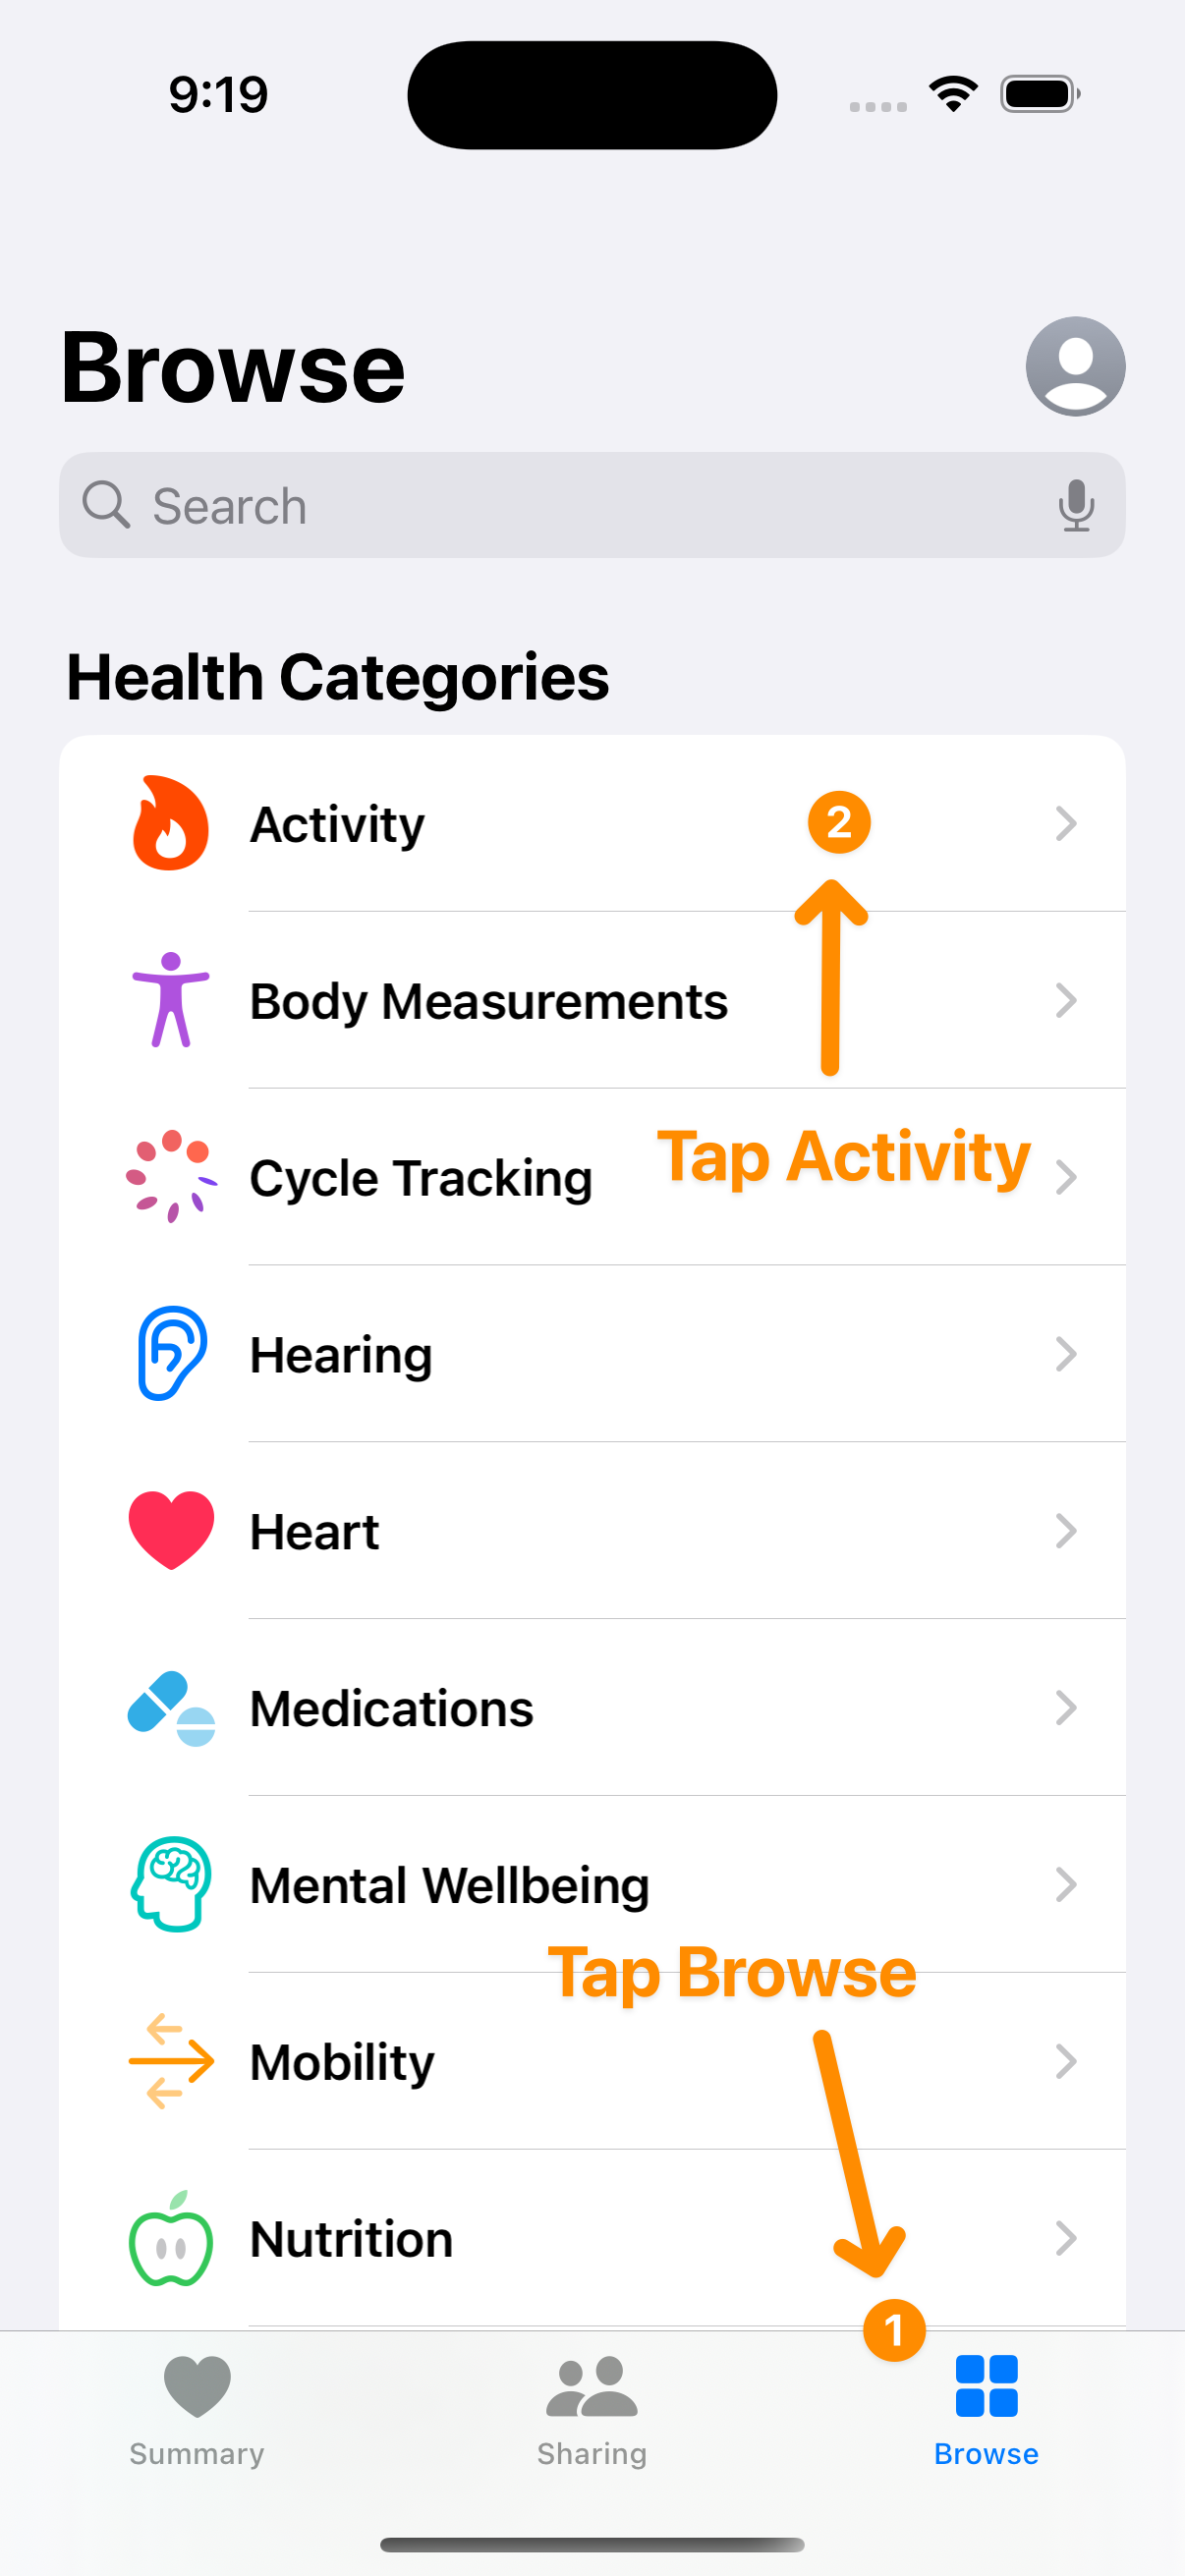 9:19
Browse
Search
Health Categories
Activity
2
Body Measurements
Tap Activity
Cycle Tracking
Hearing
Heart
Medications
Mental Wellbeing
Tap Browse
Mobility
Nutrition
1
Summary
Sharing
Browse